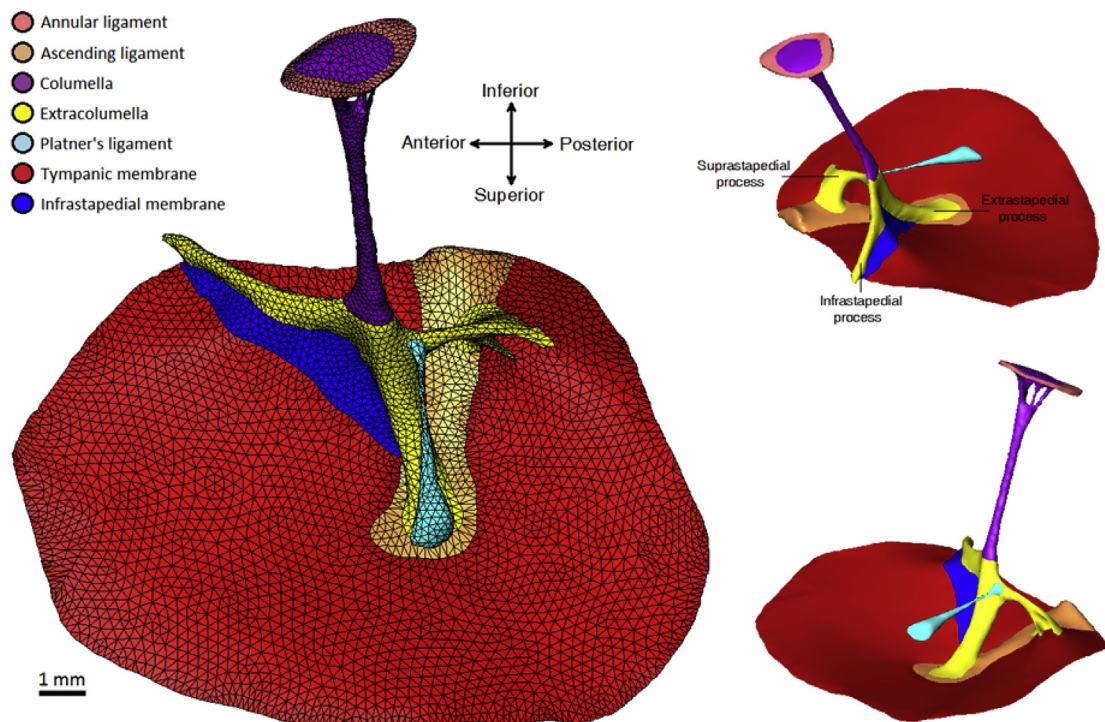 Annular ligament
Ascending ligament
Columella
Extracolumella
Platner's ligament
Tympanic membrane
Infrastapedial membrane
Inferior
Anterior
Posterior
Superior
1 mm
Suprastapedial
process
Extrastapedial
process
Infrastapedial
process